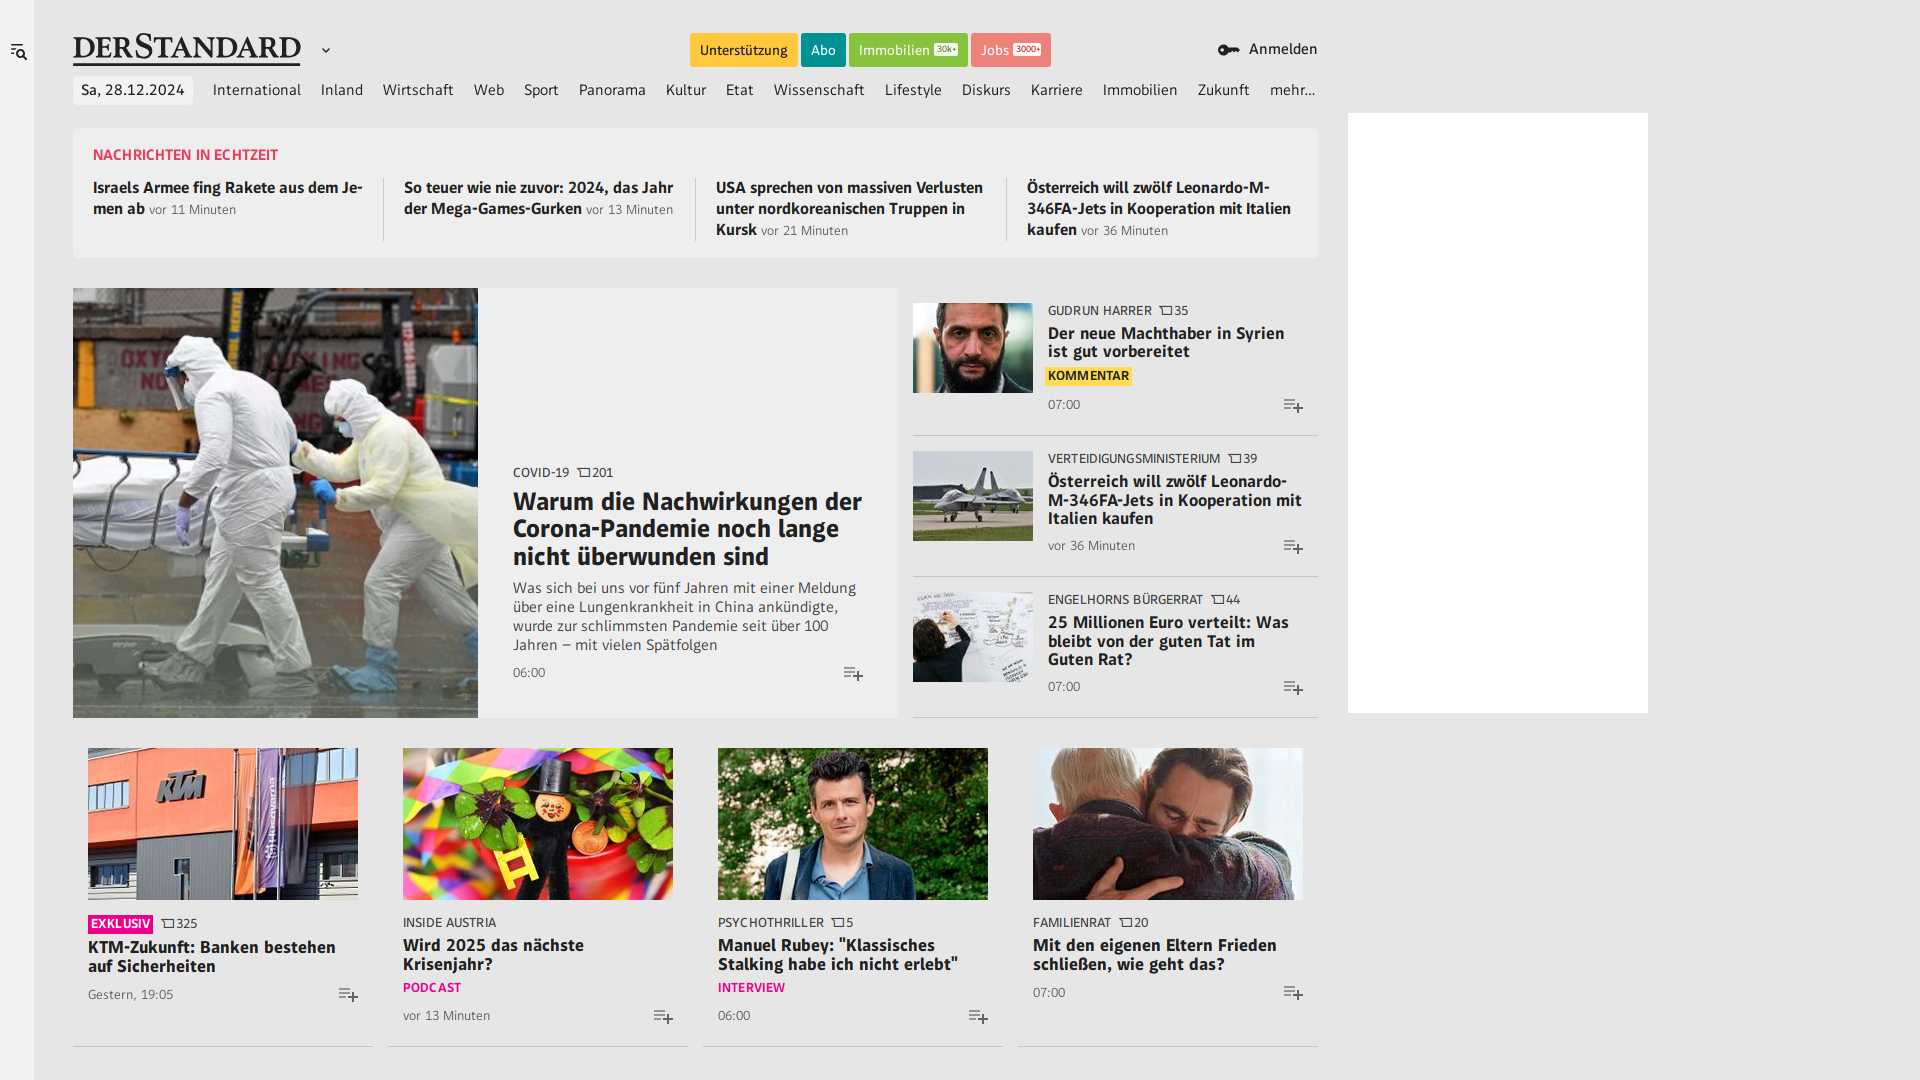 DERSTANDARD
Unterstützung
Abo
Immobilien 30k+
Jobs 3000+
Anmelden
Sa, 28.12.2024
International
Inland
Wirtschaft
Web
Sport
Panorama
Kultur
Etat
Wissenschaft
Lifestyle
Diskurs
Karriere
Immobilien
Zukunft
mehr…
NACHRICHTEN IN ECHTZEIT
Israels Armee fing Rakete aus dem Je-
men ab vor 11 Minuten
So teuer wie nie zuvor: 2024, das Jahr
der Mega-Games-Gurken vor 13 Minuten
USA sprechen von massiven Verlusten
unter nordkoreanischen Truppen in
Kursk vor 21 Minuten
Österreich will zwölf Leonardo-M-
346FA-Jets in Kooperation mit Italien
kaufen vor 36 Minuten
COVID-19 201
Warum die Nachwirkungen der
Corona-Pandemie noch lange
nicht überwunden sind
Was sich bei uns vor fünf Jahren mit einer Meldung
über eine Lungenkrankheit in China ankündigte,
wurde zur schlimmsten Pandemie seit über 100
Jahren – mit vielen Spätfolgen
06:00
GUDRUN HARRER 35
Der neue Machthaber in Syrien
ist gut vorbereitet
KOMMENTAR
07:00
VERTEIDIGUNGSMINISTERIUM 39
Österreich will zwölf Leonardo-
M-346FA-Jets in Kooperation mit
Italien kaufen
vor 36 Minuten
ENGELHORNS BÜRGERRAT 44
25 Millionen Euro verteilt: Was
bleibt von der guten Tat im
Guten Rat?
07:00
KTM
Husqvarna
EXKLUSIV 325
KTM-Zukunft: Banken bestehen
auf Sicherheiten
Gestern, 19:05
INSIDE AUSTRIA
Wird 2025 das nächste
Krisenjahr?
PODCAST
vor 13 Minuten
PSYCHOTHRILLER 5
Manuel Rubey: "Klassisches
Stalking habe ich nicht erlebt"
INTERVIEW
06:00
FAMILIENRAT 20
Mit den eigenen Eltern Frieden
schließen, wie geht das?
07:00